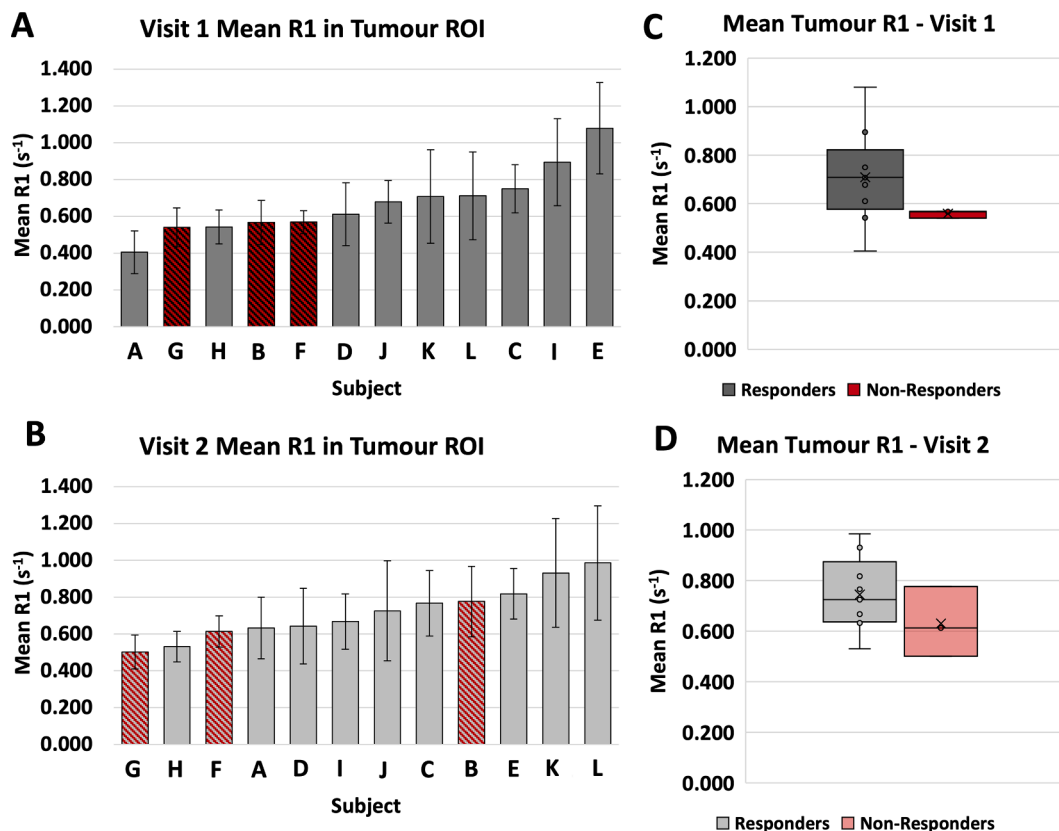 A
Visit 1 Mean R1 in Tumour ROI
Mean R1 (s⁻¹)
1.400
1.200
1.000
0.800
0.600
0.400
0.200
0.000
A G H B F D J K L C I E
Subject
C
Mean Tumour R1 - Visit 1
Mean R1 (s⁻¹)
1.200
1.000
0.800
0.600
0.400
0.200
0.000
Responders Non-Responders
B
Visit 2 Mean R1 in Tumour ROI
Mean R1 (s⁻¹)
1.400
1.200
1.000
0.800
0.600
0.400
0.200
0.000
G H F A D I J C B E K L
Subject
D
Mean Tumour R1 - Visit 2
Mean R1 (s⁻¹)
1.200
1.000
0.800
0.600
0.400
0.200
0.000
Responders Non-Responders